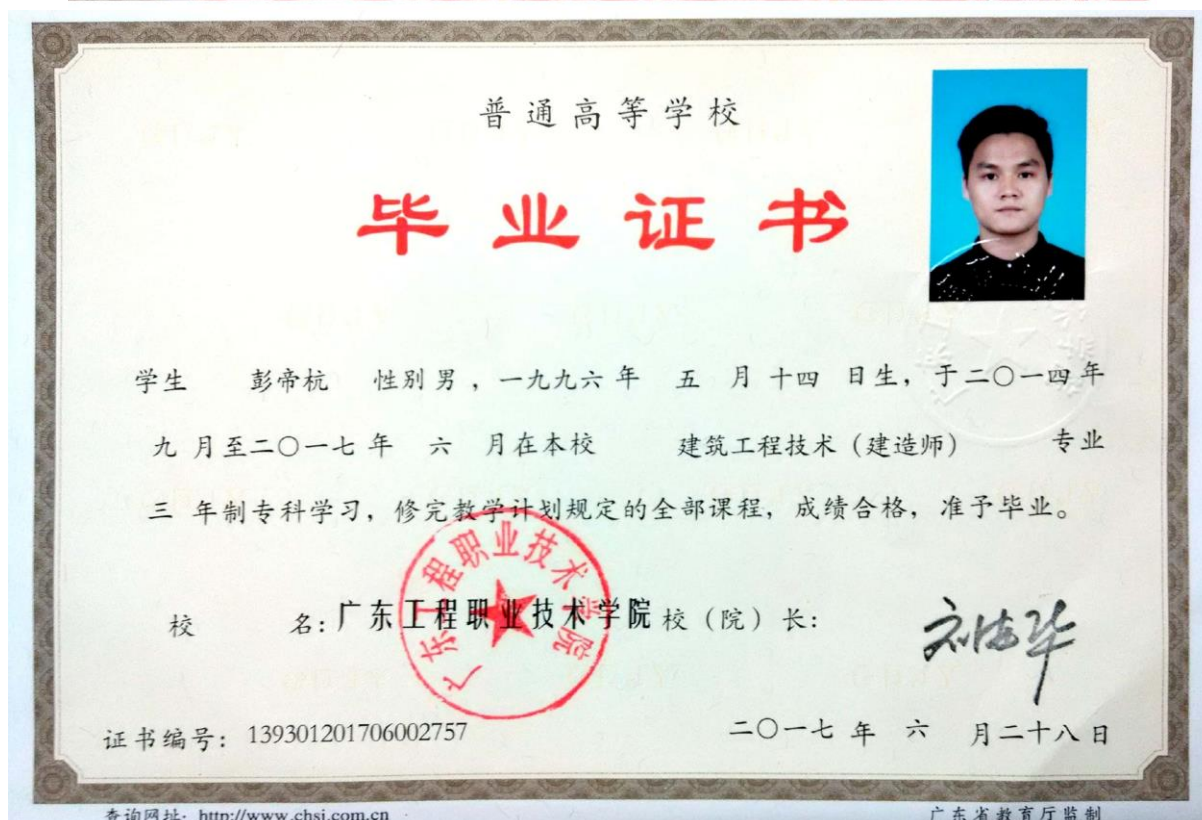 普通高等学校
毕业证书
学生 彭帝杭 性别 男 ，一九九六 年 五 月 十四 日生，于二〇一四年
九 月至二〇一七 年 六 月在本校 建筑工程技术（建造师） 专业
三 年制专科学习，修完教学计划规定的全部课程，成绩合格，准予毕业。
广东工程职业技术学院
校 名：广东工程职业技术学院 校（院）长：
证书编号：139301201706002757 二〇一七 年 六 月二十八日
查询网址：http://www.chsi.com.cn 广东省教育厅监制